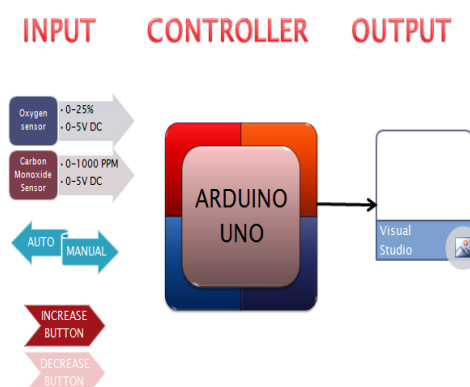 INPUT CONTROLLER OUTPUT
Oxygen
sensor
• 0-25%
• 0-5V DC
Carbon
Monoxide
Sensor
• 0-1000 PPM
• 0-5V DC
AUTO
MANUAL
INCREASE
BUTTON
DECREASE
BUTTON
ARDUINO
UNO
Visual
Studio